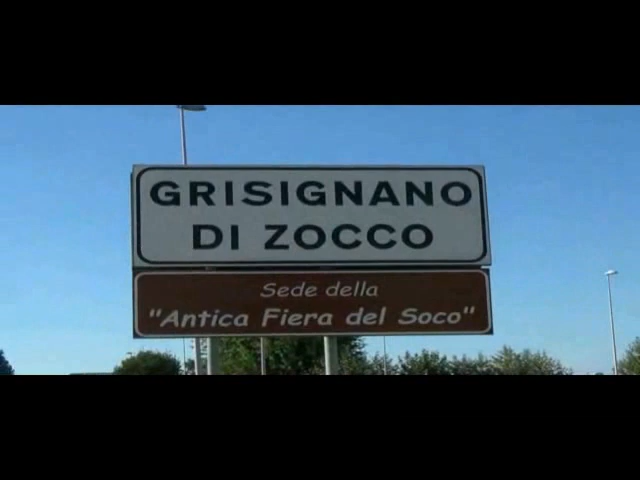 GRISIGNANO
DI ZOCCO
Sede della
"Antica Fiera del Soco"